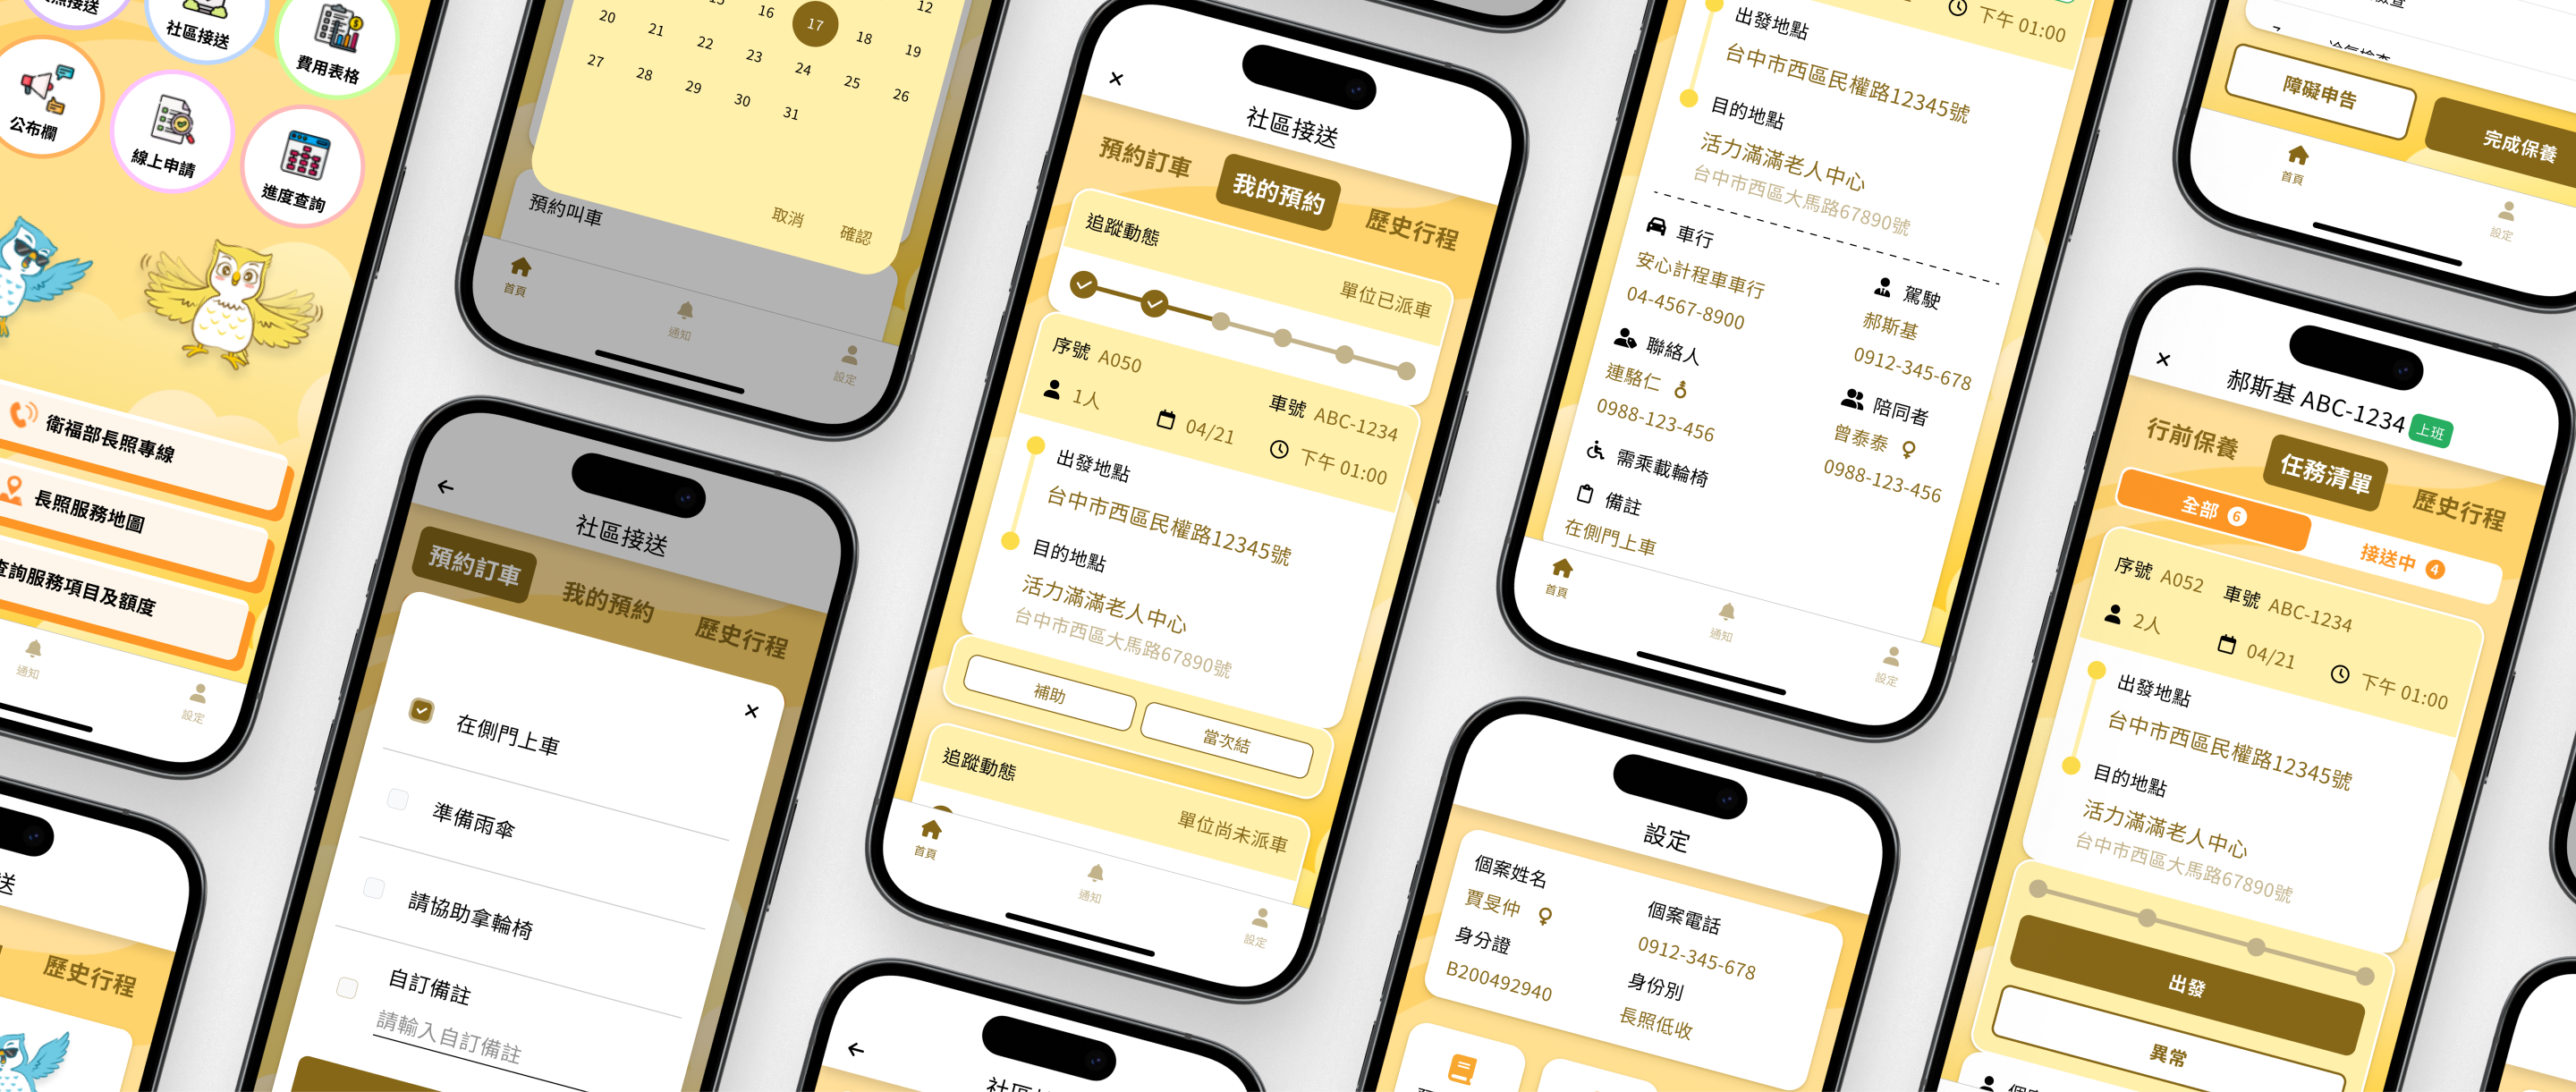 社區接送
費用表格
公布欄
線上申請
進度查詢
衛福部長照專線
長照服務地圖
查詢服務項目及額度
通知
設定
歷史行程
12
16
17
18
19
20
21
22
23
24
25
26
27
28
29
30
31
取消
確認
預約叫車
首頁
通知
設定
社區接送
預約訂車
我的預約
歷史行程
在側門上車
準備雨傘
請協助拿輪椅
自訂備註
請輸入自訂備註
社區接送
預約訂車
我的預約
歷史行程
追蹤動態
單位已派車
序號 A050
車號 ABC-1234
1人
04/21
下午 01:00
出發地點
台中市西區民權路12345號
目的地點
活力滿滿老人中心
台中市西區大馬路67890號
補助
當次結
追蹤動態
單位尚未派車
首頁
通知
設定
下午 01:00
出發地點
台中市西區民權路12345號
目的地點
活力滿滿老人中心
台中市西區大馬路67890號
車行
安心計程車車行
04-4567-8900
駕駛
郝斯基
0912-345-678
聯絡人
連駱仁
0988-123-456
陪同者
曾泰泰
0988-123-456
需乘載輪椅
備註
在側門上車
首頁
通知
設定
設定
個案姓名
賈旻仲
個案電話
0912-345-678
身分證
B200492940
身份別
長照低收
障礙申告
完成保養
首頁
設定
郝斯基 ABC-1234 上班
行前保養
任務清單
歷史行程
全部 6
接送中 4
序號 A052
車號 ABC-1234
2人
04/21
下午 01:00
出發地點
台中市西區民權路12345號
目的地點
活力滿滿老人中心
台中市西區大馬路67890號
出發
異常